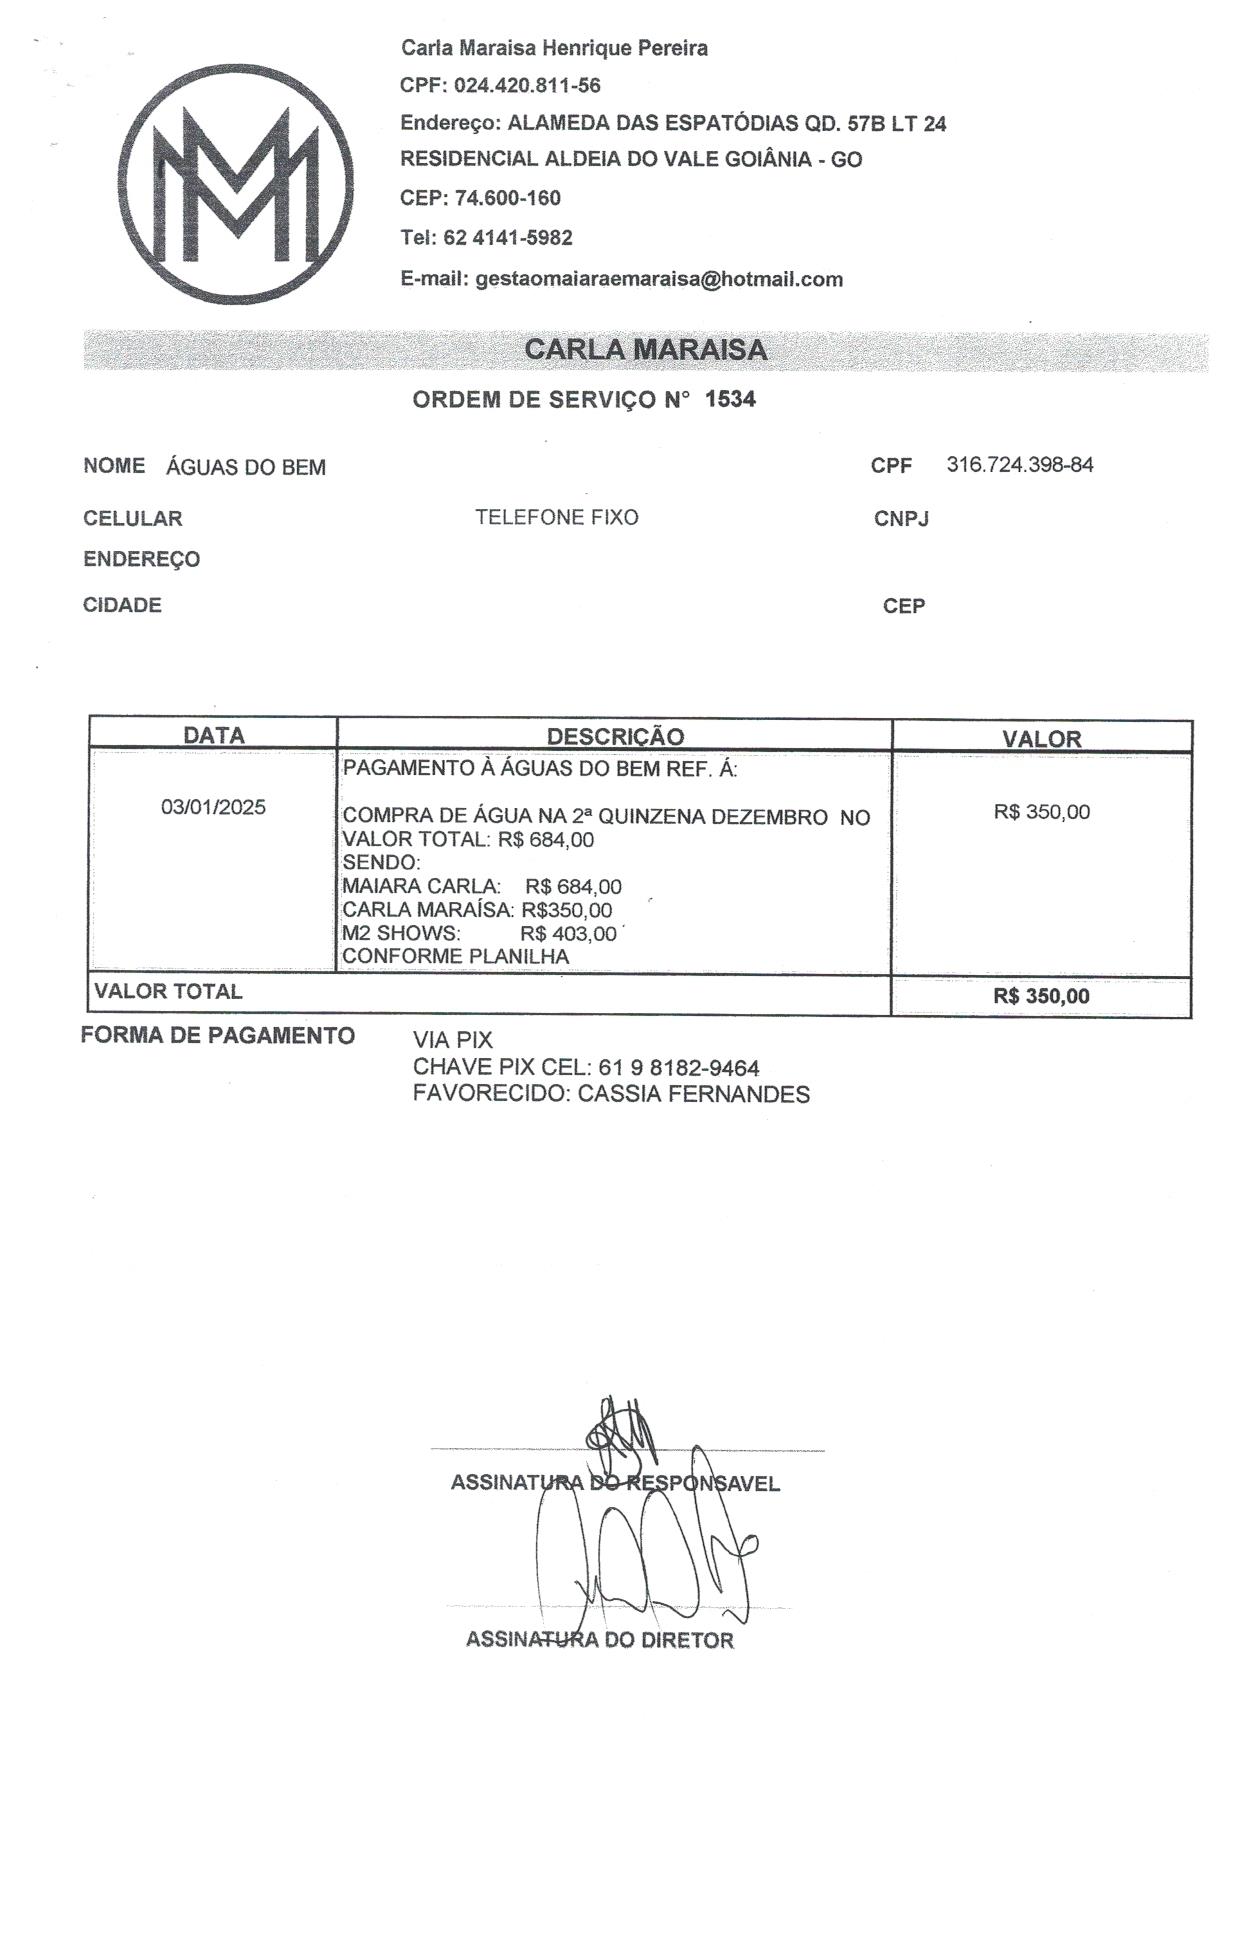 Carla Maraisa Henrique Pereira
CPF: 024.420.811-56
Endereço: ALAMEDA DAS ESPATÓDIAS QD. 57B LT 24
RESIDENCIAL ALDEIA DO VALE GOIÂNIA - GO
CEP: 74.600-160
Tel: 62 4141-5982
E-mail: gestaomaiaraemaraisa@hotmail.com
CARLA MARAISA
ORDEM DE SERVIÇO N° 1534
NOME ÁGUAS DO BEM CPF 316.724.398-84
CELULAR TELEFONE FIXO CNPJ
ENDEREÇO
CIDADE CEP
DATA DESCRIÇÃO VALOR
PAGAMENTO À ÁGUAS DO BEM REF. Á:
03/01/2025 COMPRA DE ÁGUA NA 2ª QUINZENA DEZEMBRO NO R$ 350,00
VALOR TOTAL: R$ 684,00
SENDO:
MAIARA CARLA: R$ 684,00
CARLA MARAÍSA: R$350,00
M2 SHOWS: R$ 403,00
CONFORME PLANILHA
VALOR TOTAL R$ 350,00
FORMA DE PAGAMENTO VIA PIX
CHAVE PIX CEL: 61 9 8182-9464
FAVORECIDO: CASSIA FERNANDES
ASSINATURA DO RESPONSAVEL
ASSINATURA DO DIRETOR